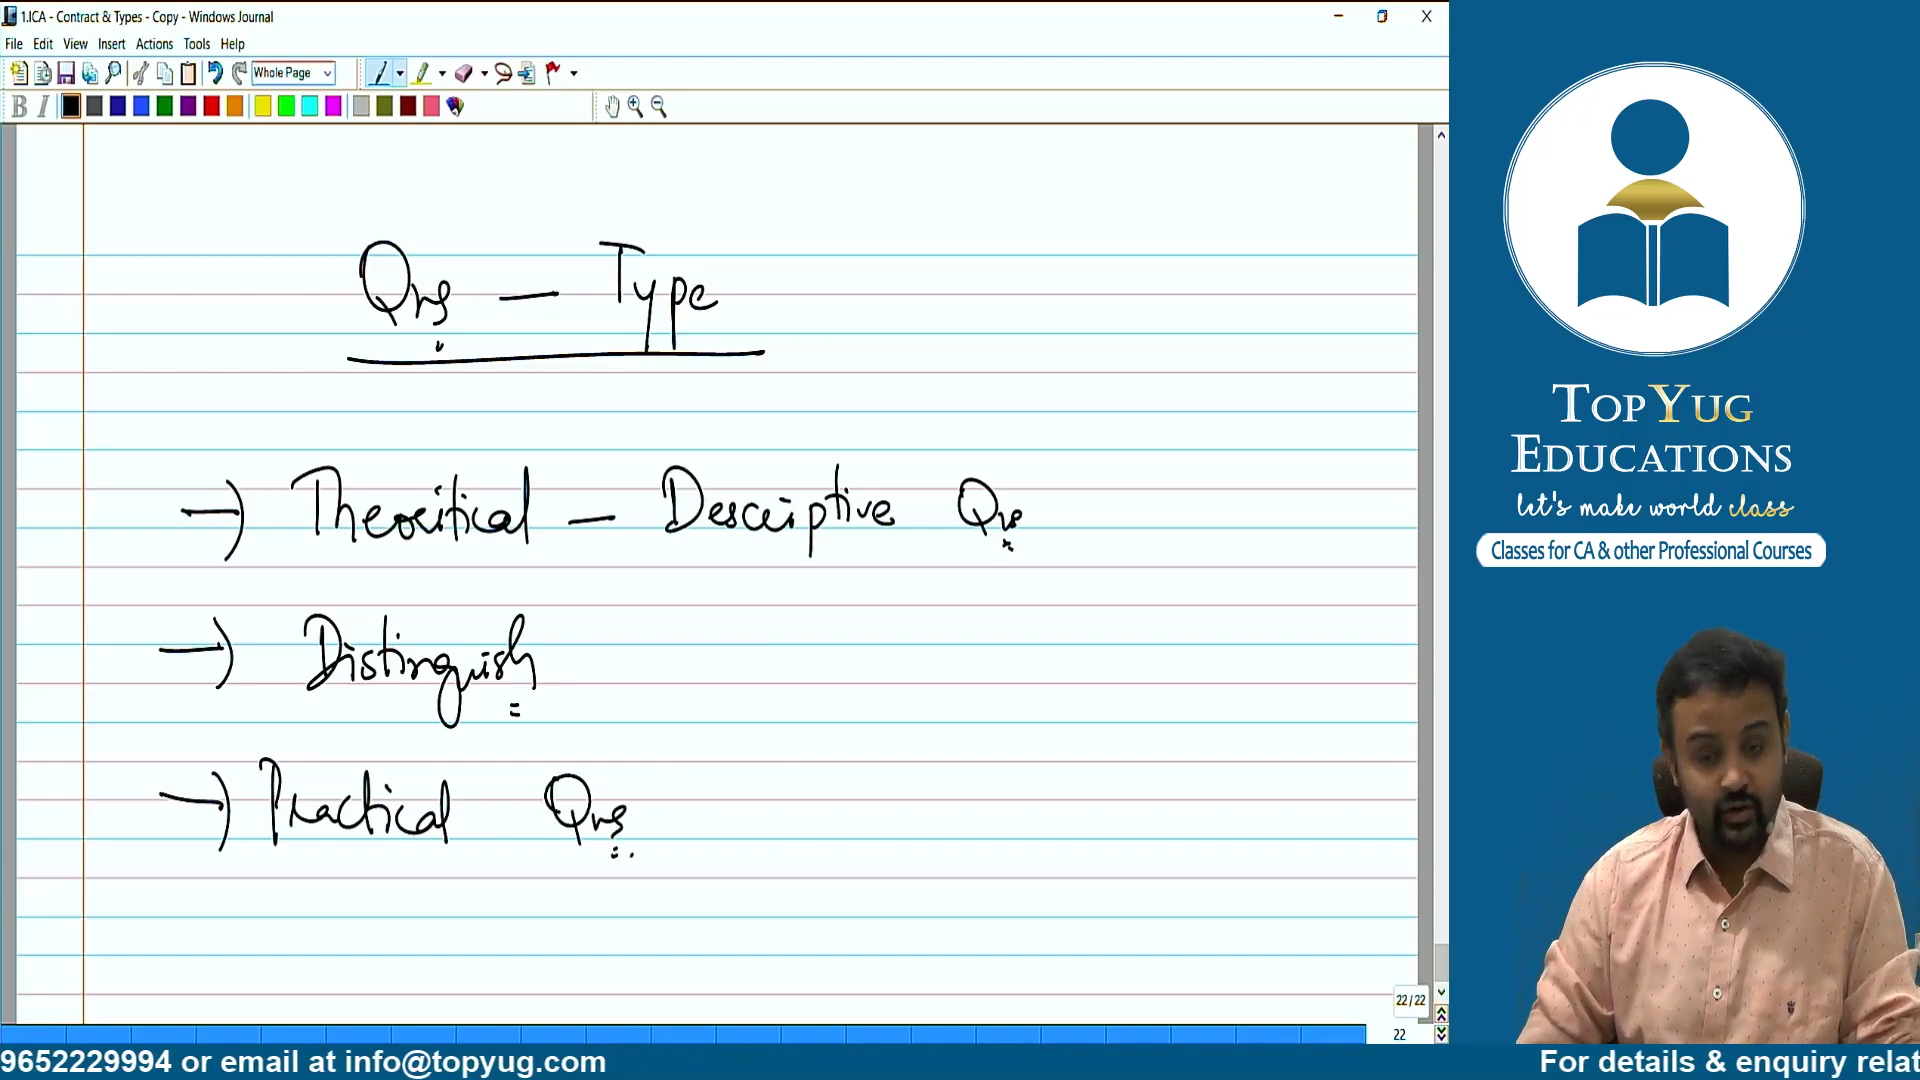 1.ICA - Contract & Types - Copy - Windows Journal
File Edit View Insert Actions Tools Help
Whole Page
B I
Qns — Type
→ Theoritical — Descriptive Qns
→ Distinguish
→ Practical Qns
22 / 22
22
TOPYUG
EDUCATIONS
let's make world class
Classes for CA & other Professional Courses
9652229994 or email at info@topyug.com
For details & enquiry relat